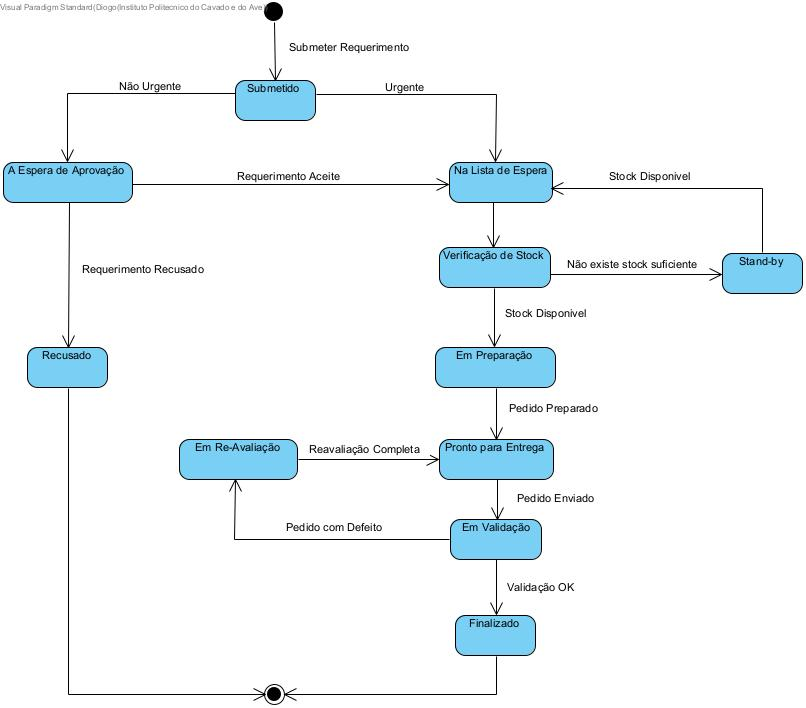 Visual Paradigm Standard(Diogo(Instituto Politecnico do Cavado e do Ave)
Submeter Requerimento
Submetido
Não Urgente
Urgente
A Espera de Aprovação
Requerimento Aceite
Na Lista de Espera
Stock Disponivel
Requerimento Recusado
Verificação de Stock
Não existe stock suficiente
Stand-by
Stock Disponivel
Recusado
Em Preparação
Pedido Preparado
Em Re-Avaliação
Reavaliação Completa
Pronto para Entrega
Pedido Enviado
Pedido com Defeito
Em Validação
Validação OK
Finalizado